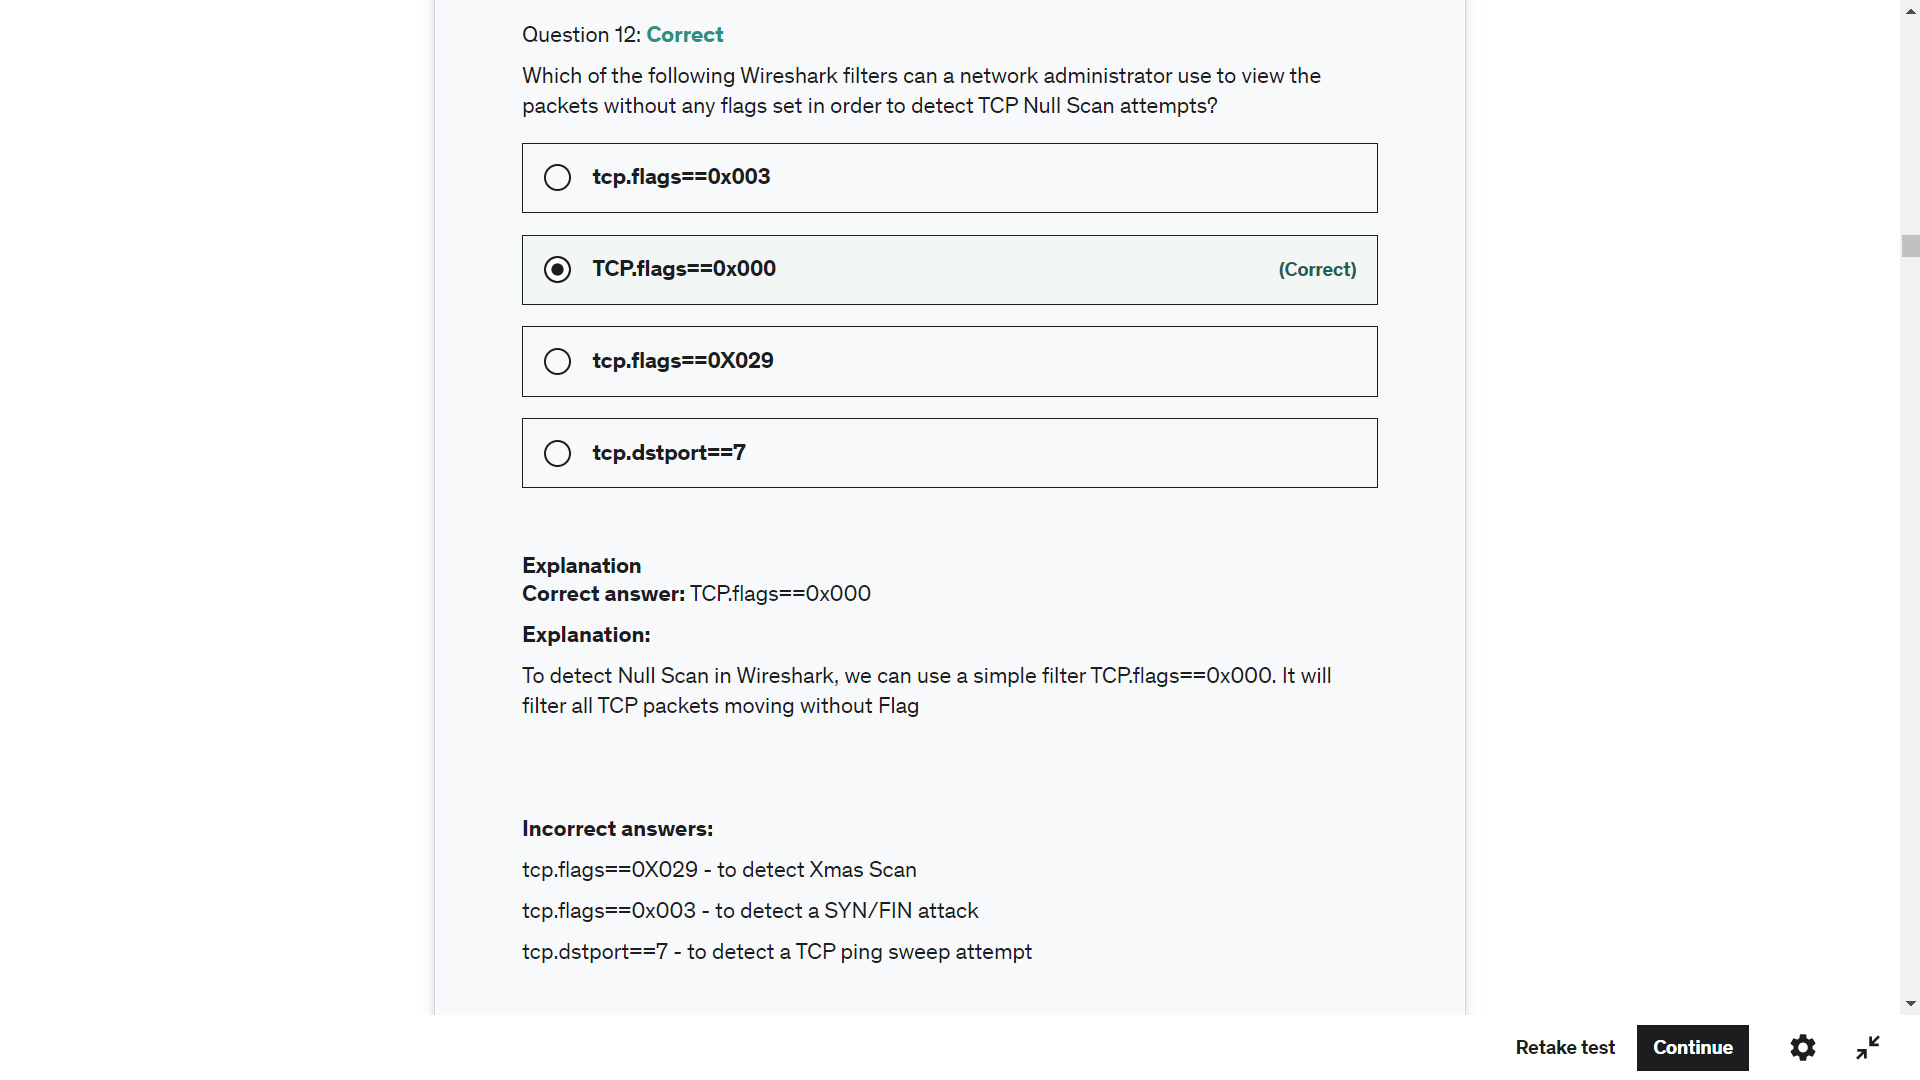 Question 12: Correct
Which of the following Wireshark filters can a network administrator use to view the
packets without any flags set in order to detect TCP Null Scan attempts?
tcp.flags==0x003
TCP.flags==0x000
(Correct)
tcp.flags==0X029
tcp.dstport==7
Explanation
Correct answer: TCP.flags==0x000
Explanation:
To detect Null Scan in Wireshark, we can use a simple filter TCP.flags==0x000. It will
filter all TCP packets moving without Flag
Incorrect answers:
tcp.flags==0X029 - to detect Xmas Scan
tcp.flags==0x003 - to detect a SYN/FIN attack
tcp.dstport==7 - to detect a TCP ping sweep attempt
Retake test
Continue